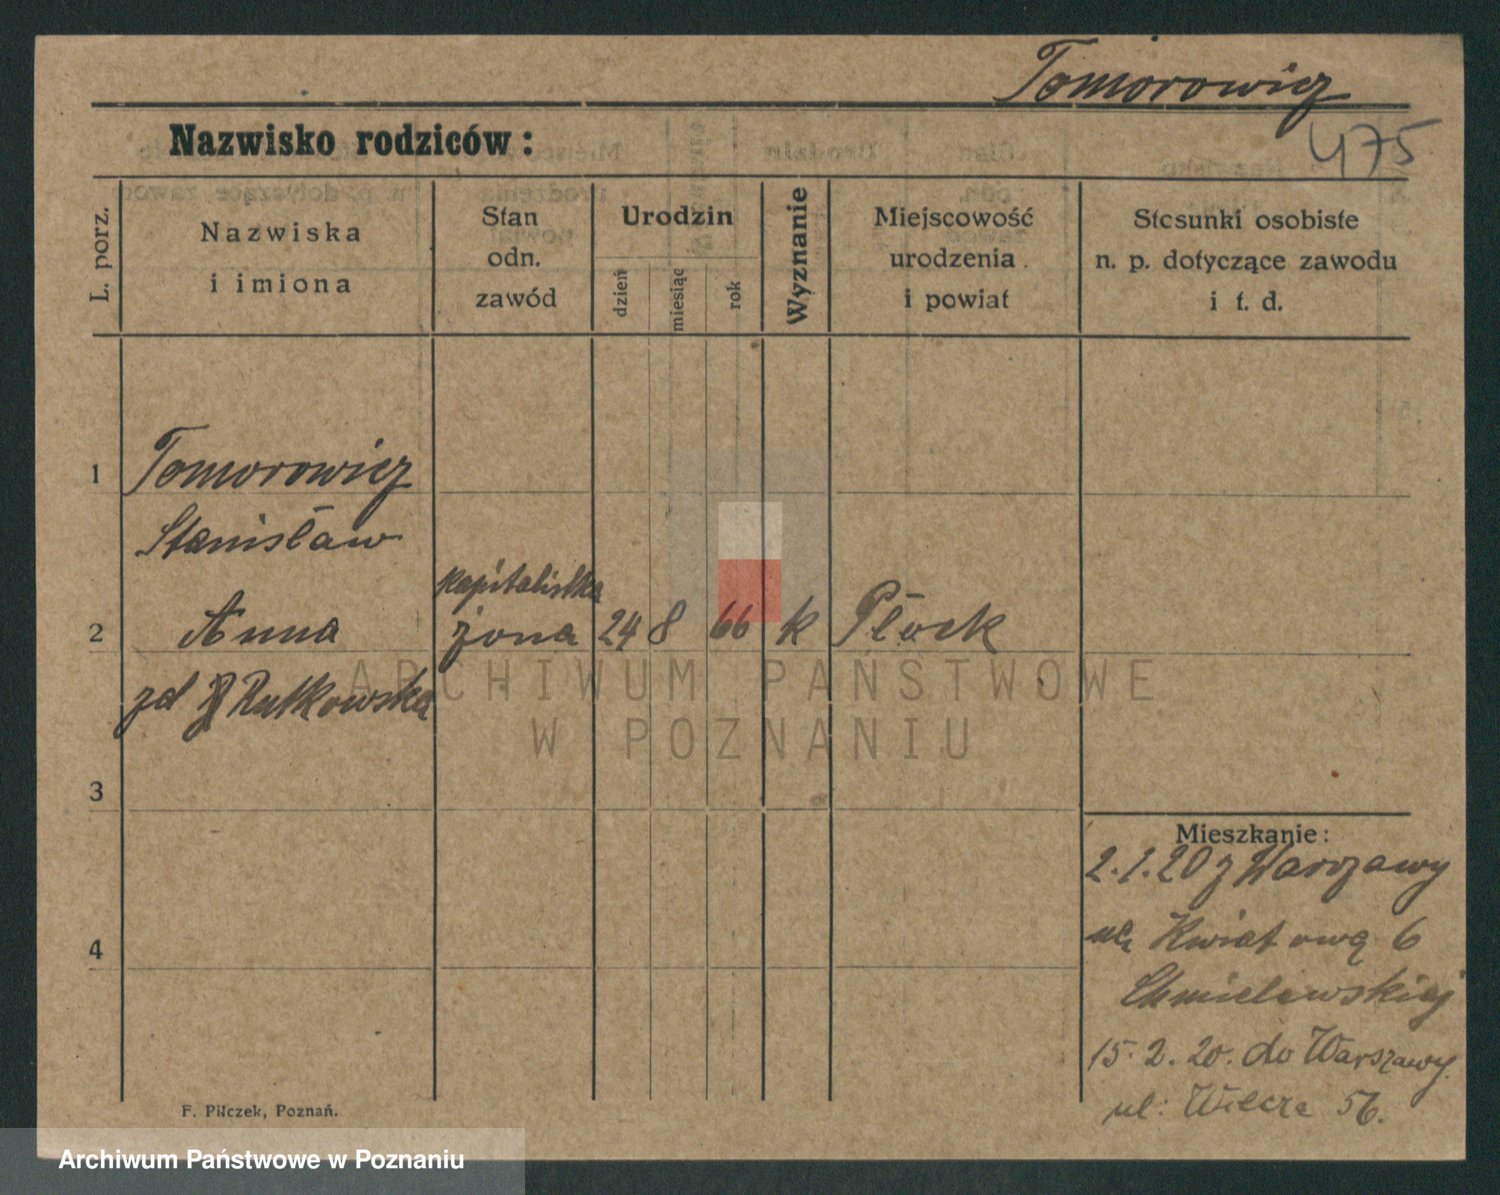 Tomorowicz
Nazwisko rodziców:
475
L. porz.
Nazwiska
i imiona
Stan
odn.
zawód
Urodzin
dzień
miesiąc
rok
Wyznanie
Miejscowość
urodzenia
i powiat
Stosunki osobiste
n. p. dotyczące zawodu
i t. d.
1 Tomorowicz
Stanisław
kapitalistka
2 Anna żona 24 8 66 k Płock
zd Rutkowska
ARCHIWUM PAŃSTWOWE
W POZNANIU
3
Mieszkanie:
2.1.20 z Warszawy
4
Kwiatową 6
Chmielewskiej
15. 2. 20. do Warszawy
ul: Wilcza 56.
F. Pilczek, Poznań.
Archiwum Państwowe w Poznaniu